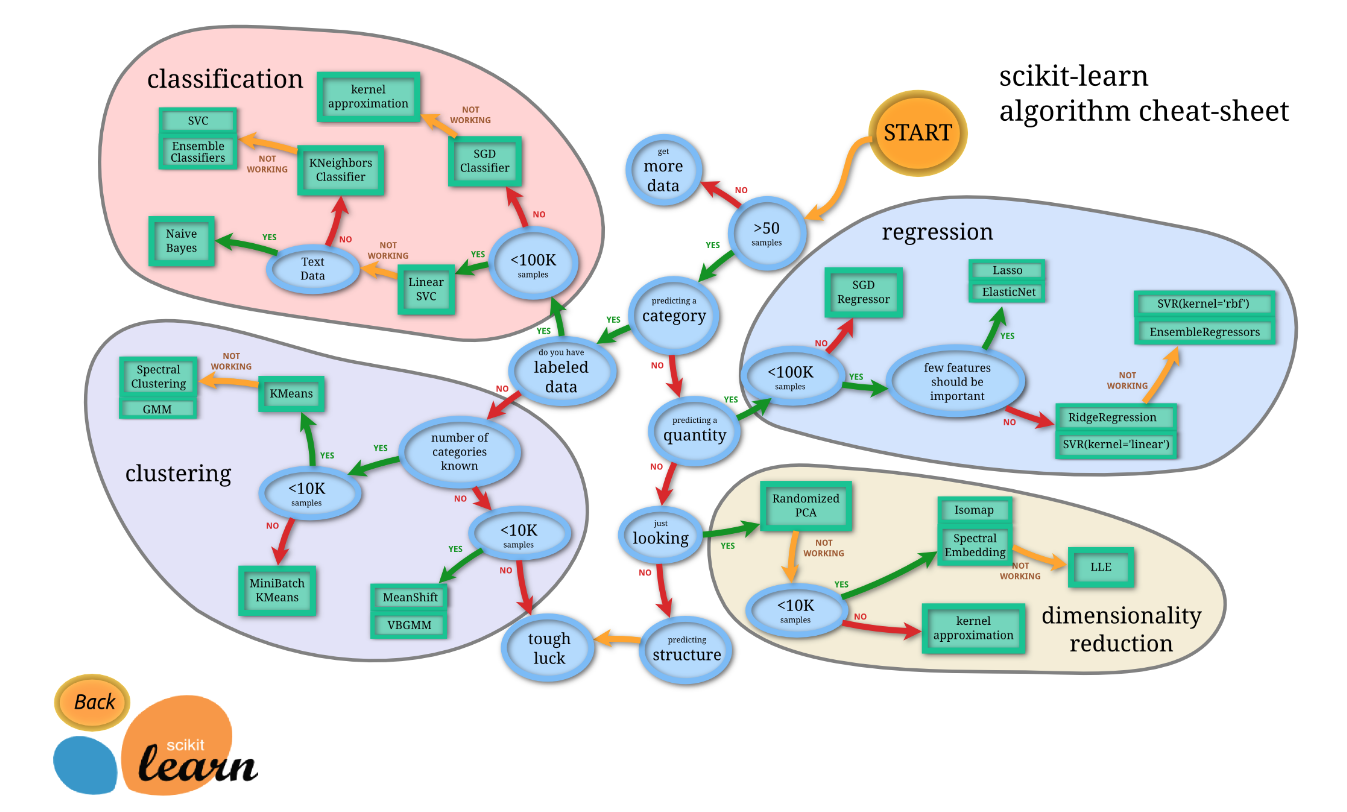 scikit-learn
algorithm cheat-sheet
START
classification
kernel
approximation
NOT
WORKING
SVC
Ensemble
Classifiers
NOT
WORKING
KNeighbors
Classifier
SGD
Classifier
NO
Naive
Bayes
YES
Text
Data
NO
NOT
WORKING
Linear
SVC
YES
<100K
samples
get
more
data
NO
>50
samples
YES
predicting a
category
YES
NO
YES
do you have
labeled
data
NO
predicting a
quantity
YES
NO
just
looking
YES
NO
predicting
structure
tough
luck
regression
SGD
Regressor
NO
<100K
samples
YES
Lasso
ElasticNet
YES
few features
should be
important
NO
SVR(kernel='rbf')
EnsembleRegressors
NOT
WORKING
RidgeRegression
SVR(kernel='linear')
clustering
Spectral
Clustering
GMM
NOT
WORKING
KMeans
YES
number of
categories
known
YES
NO
<10K
samples
NO
MiniBatch
KMeans
<10K
samples
YES
NO
MeanShift
VBGMM
dimensionality
reduction
Randomized
PCA
NOT
WORKING
<10K
samples
YES
NO
Isomap
Spectral
Embedding
NOT
WORKING
LLE
kernel
approximation
Back
scikit
learn